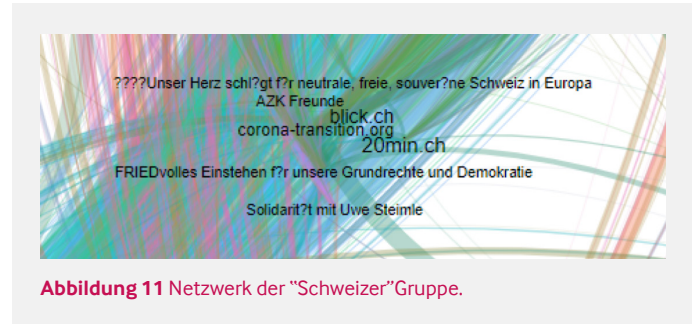 ????Unser Herz schl?gt f?r neutrale, freie, souver?ne Schweiz in Europa
AZK Freunde
blick.ch
corona-transition.org
20min.ch
FRIEDvolles Einstehen f?r unsere Grundrechte und Demokratie
Solidarit?t mit Uwe Steimle
Abbildung 11 Netzwerk der "Schweizer"Gruppe.